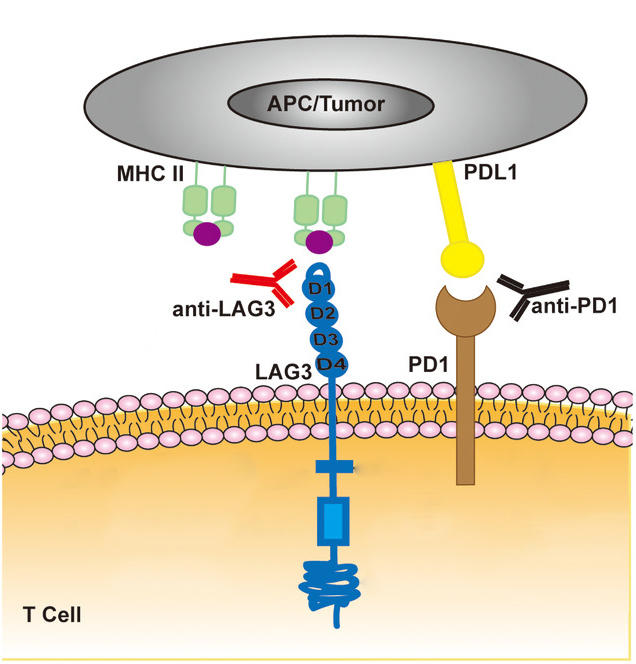 APC/Tumor
MHC II
PDL1
D1
anti-LAG3
anti-PD1
D2
D3
LAG3
D4
PD1
T Cell